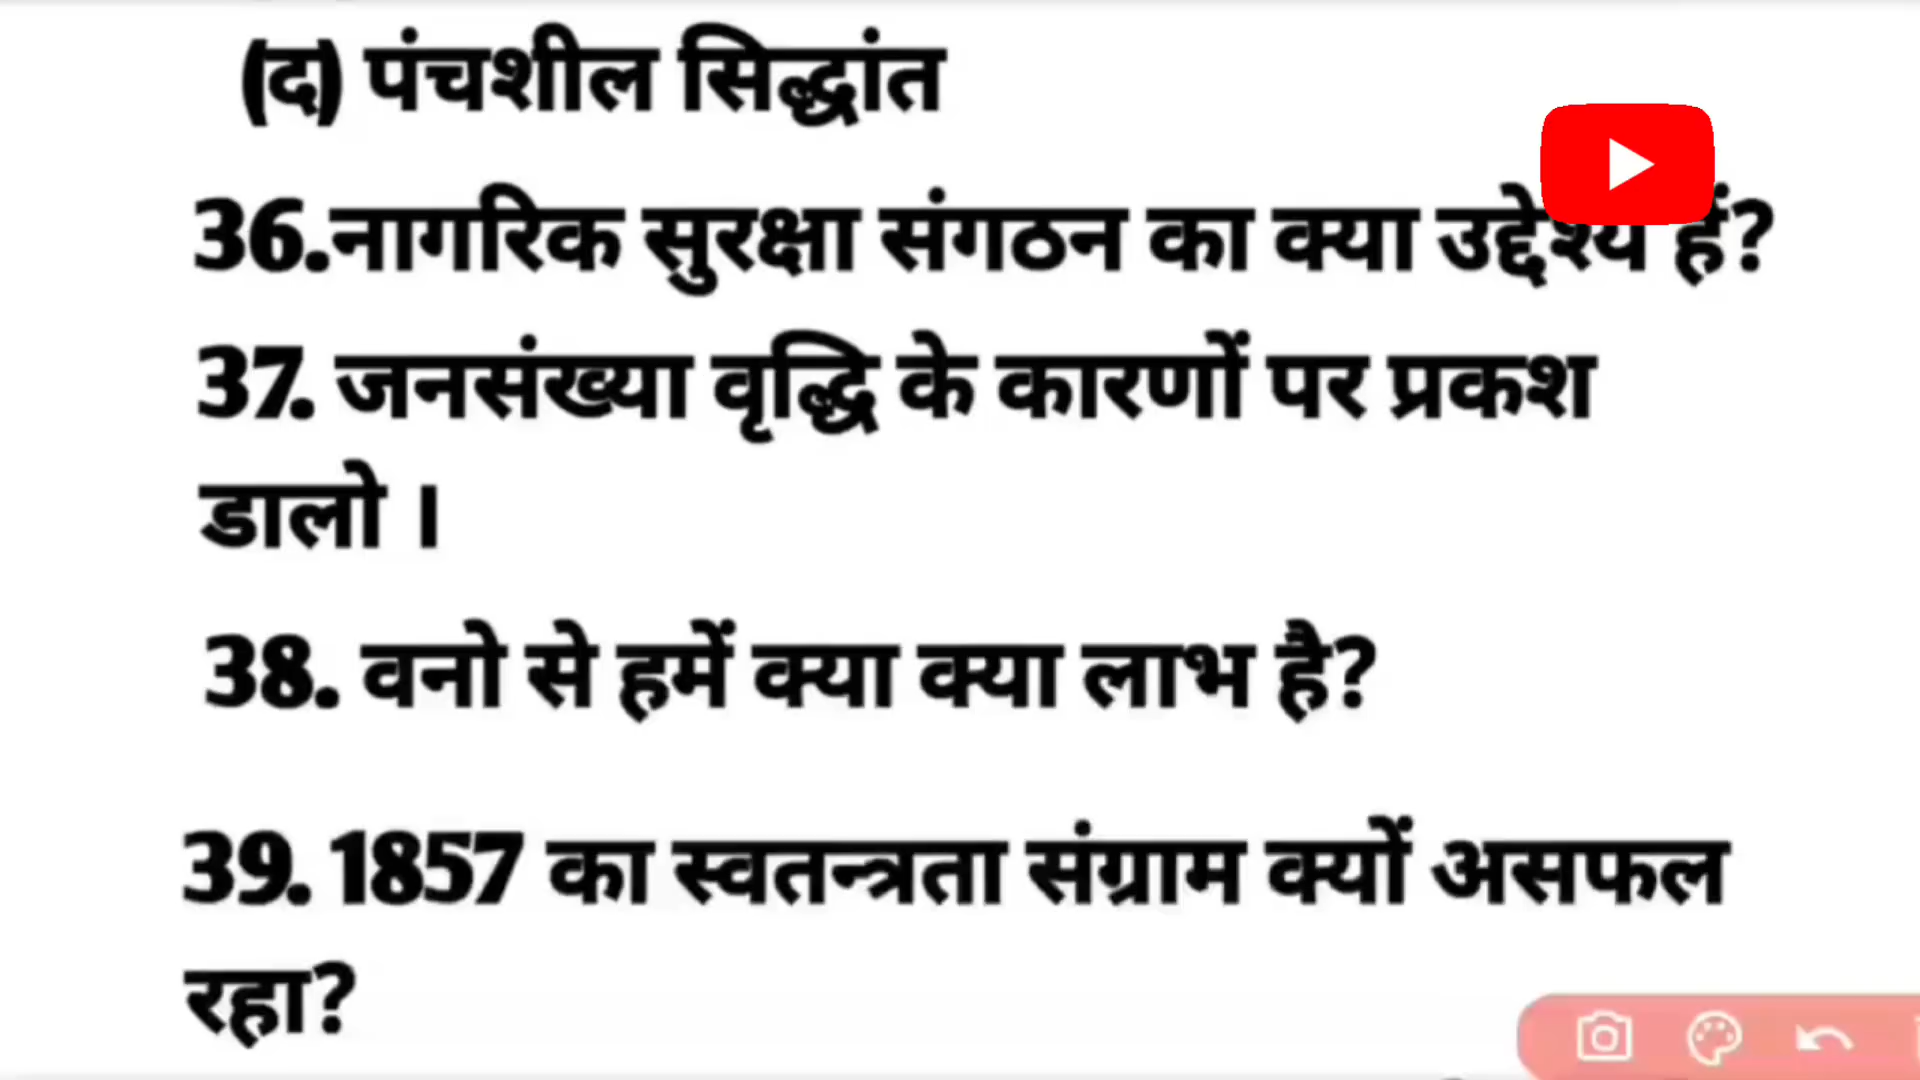 (द) पंचशील सिद्धांत
36.नागरिक सुरक्षा संगठन का क्या उद्देश्य हैं?
37. जनसंख्या वृद्धि के कारणों पर प्रकश
डालो ।
38. वनो से हमें क्या क्या लाभ है?
39. 1857 का स्वतन्त्रता संग्राम क्यों असफल
रहा?